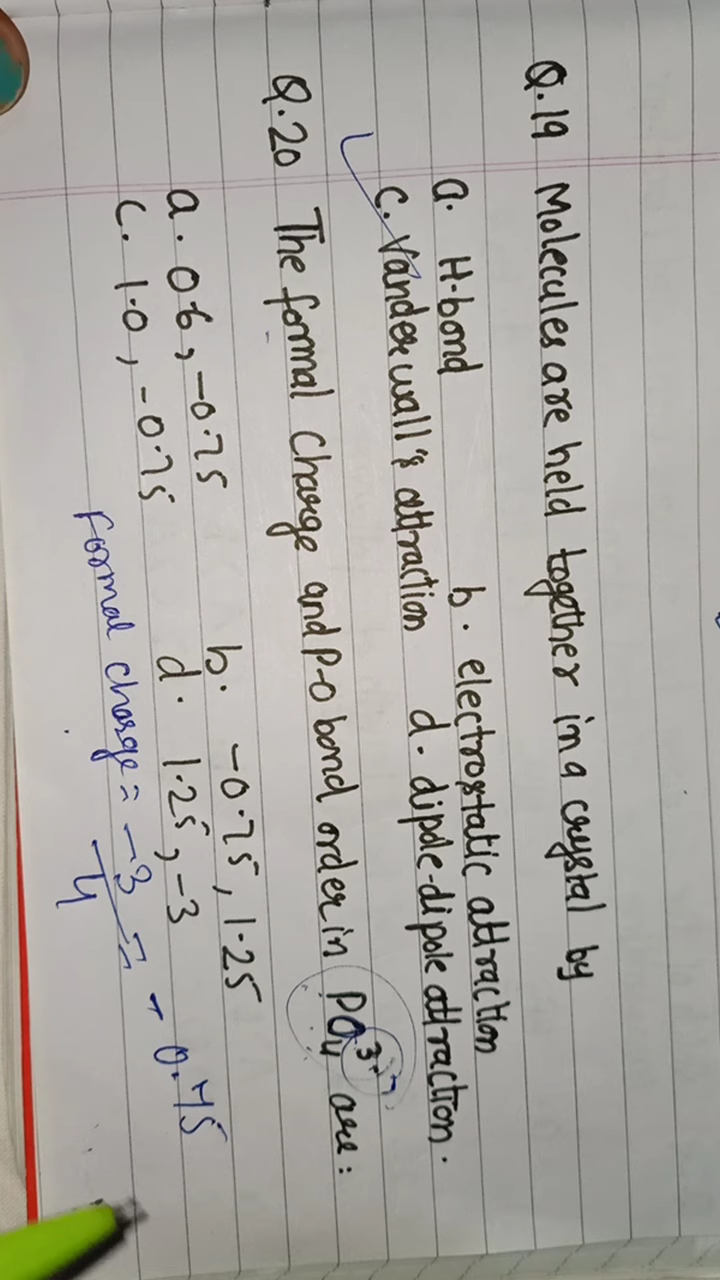 Q.19 Molecules are held together in a crystal by
a. H-bond b. electrostatic attraction
c. Vander wall's attraction d. dipole-dipole attraction.
Q.20 The formal charge and P-O bond order in PO₄³⁻ are:
a. 0.6, -0.75 b. -0.75, 1.25
c. 1.0, -0.75 d. 1.25, -3
Formal charge = -3/4 = -0.75